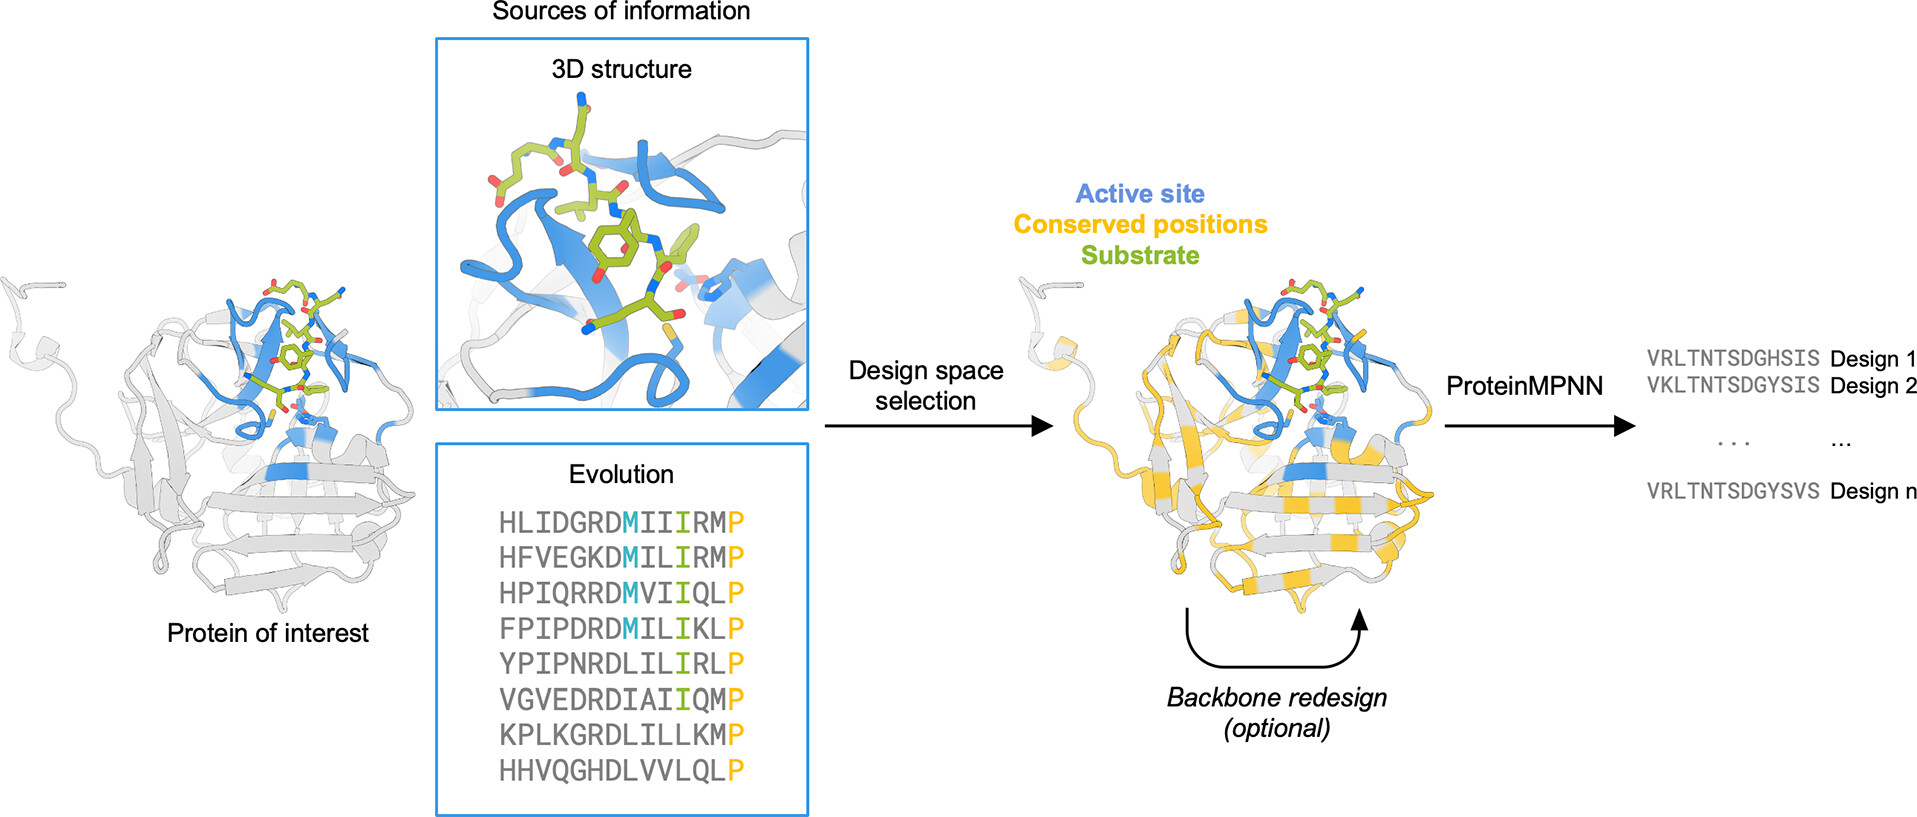 Sources of information
3D structure
Evolution
HLIDGRDMIIIRMP
HFVEGKDMILIRMP
HPIQRRDMVIIQLP
FPIPDRDMILIKLP
YPIPNRDLILIRLP
VGVEDRDIAIIQMP
KPLKGRDLILLKMP
HHVQGHDLVVLQLP
Protein of interest
Design space
selection
Active site
Conserved positions
Substrate
Backbone redesign
(optional)
ProteinMPNN
VRLTNTSDGHSIS Design 1
VKLTNTSDGYSIS Design 2
... ...
VRLTNTSDGYSVS Design n